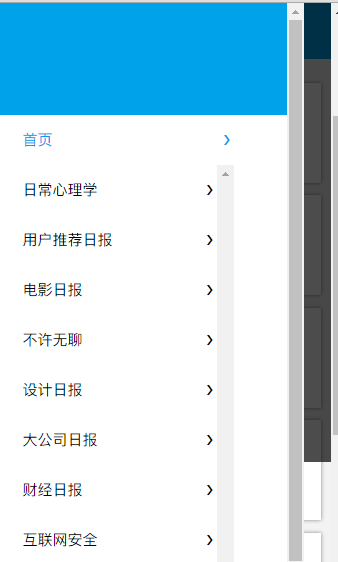 首页
日常心理学
用户推荐日报
电影日报
不许无聊
设计日报
大公司日报
财经日报
互联网安全